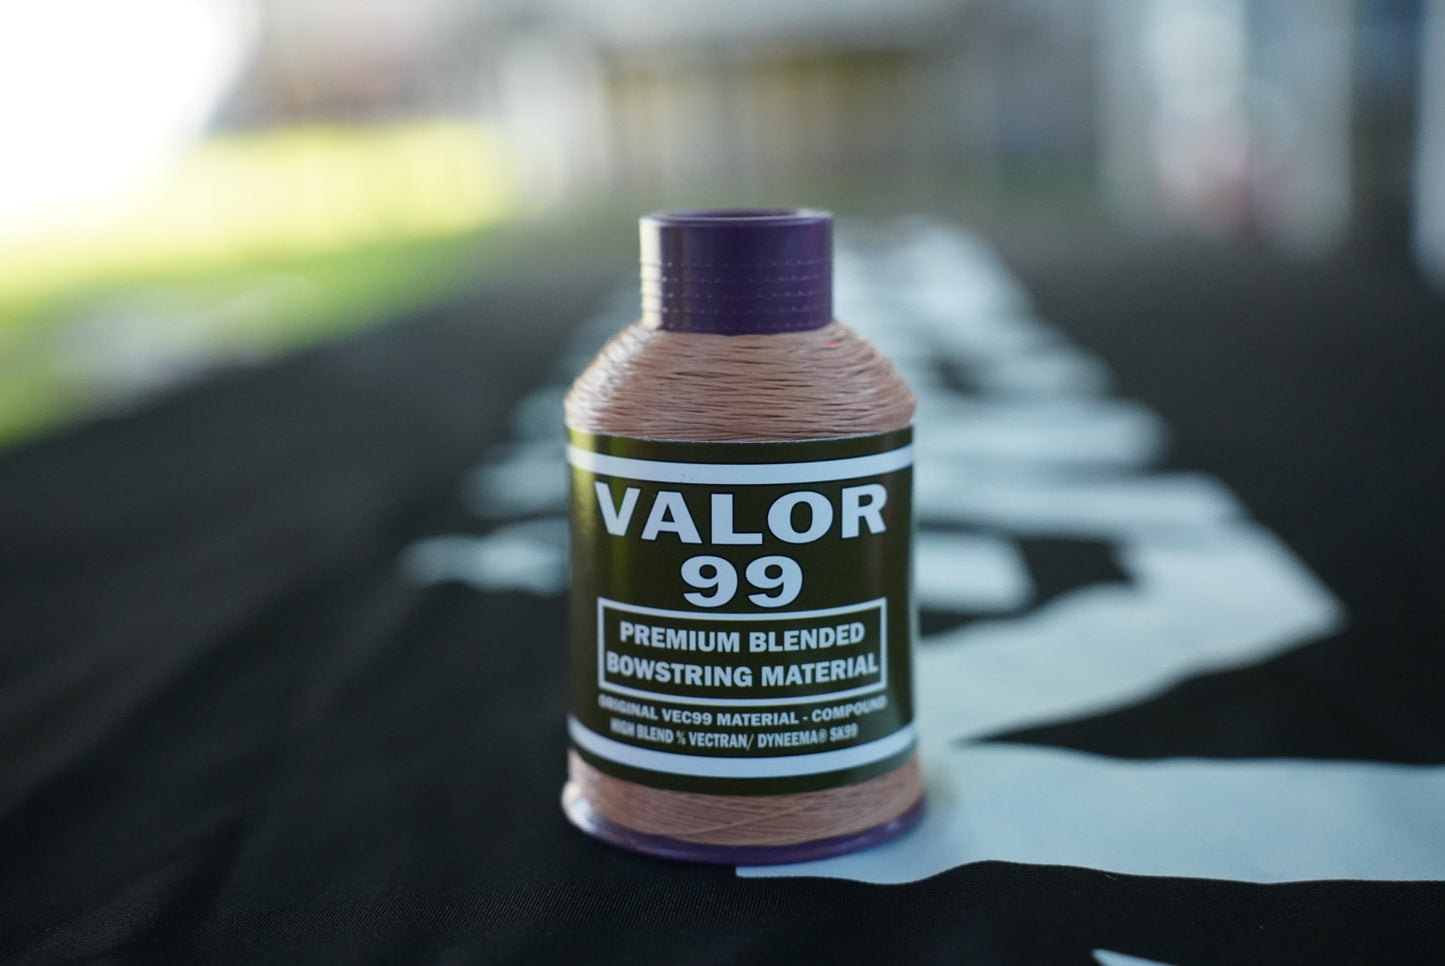 VALOR
99
PREMIUM BLENDED
BOWSTRING MATERIAL
ORIGINAL VEC99 MATERIAL - COMPOUND
HIGH BLEND % VECTRAN/ DYNEEMA® SK99